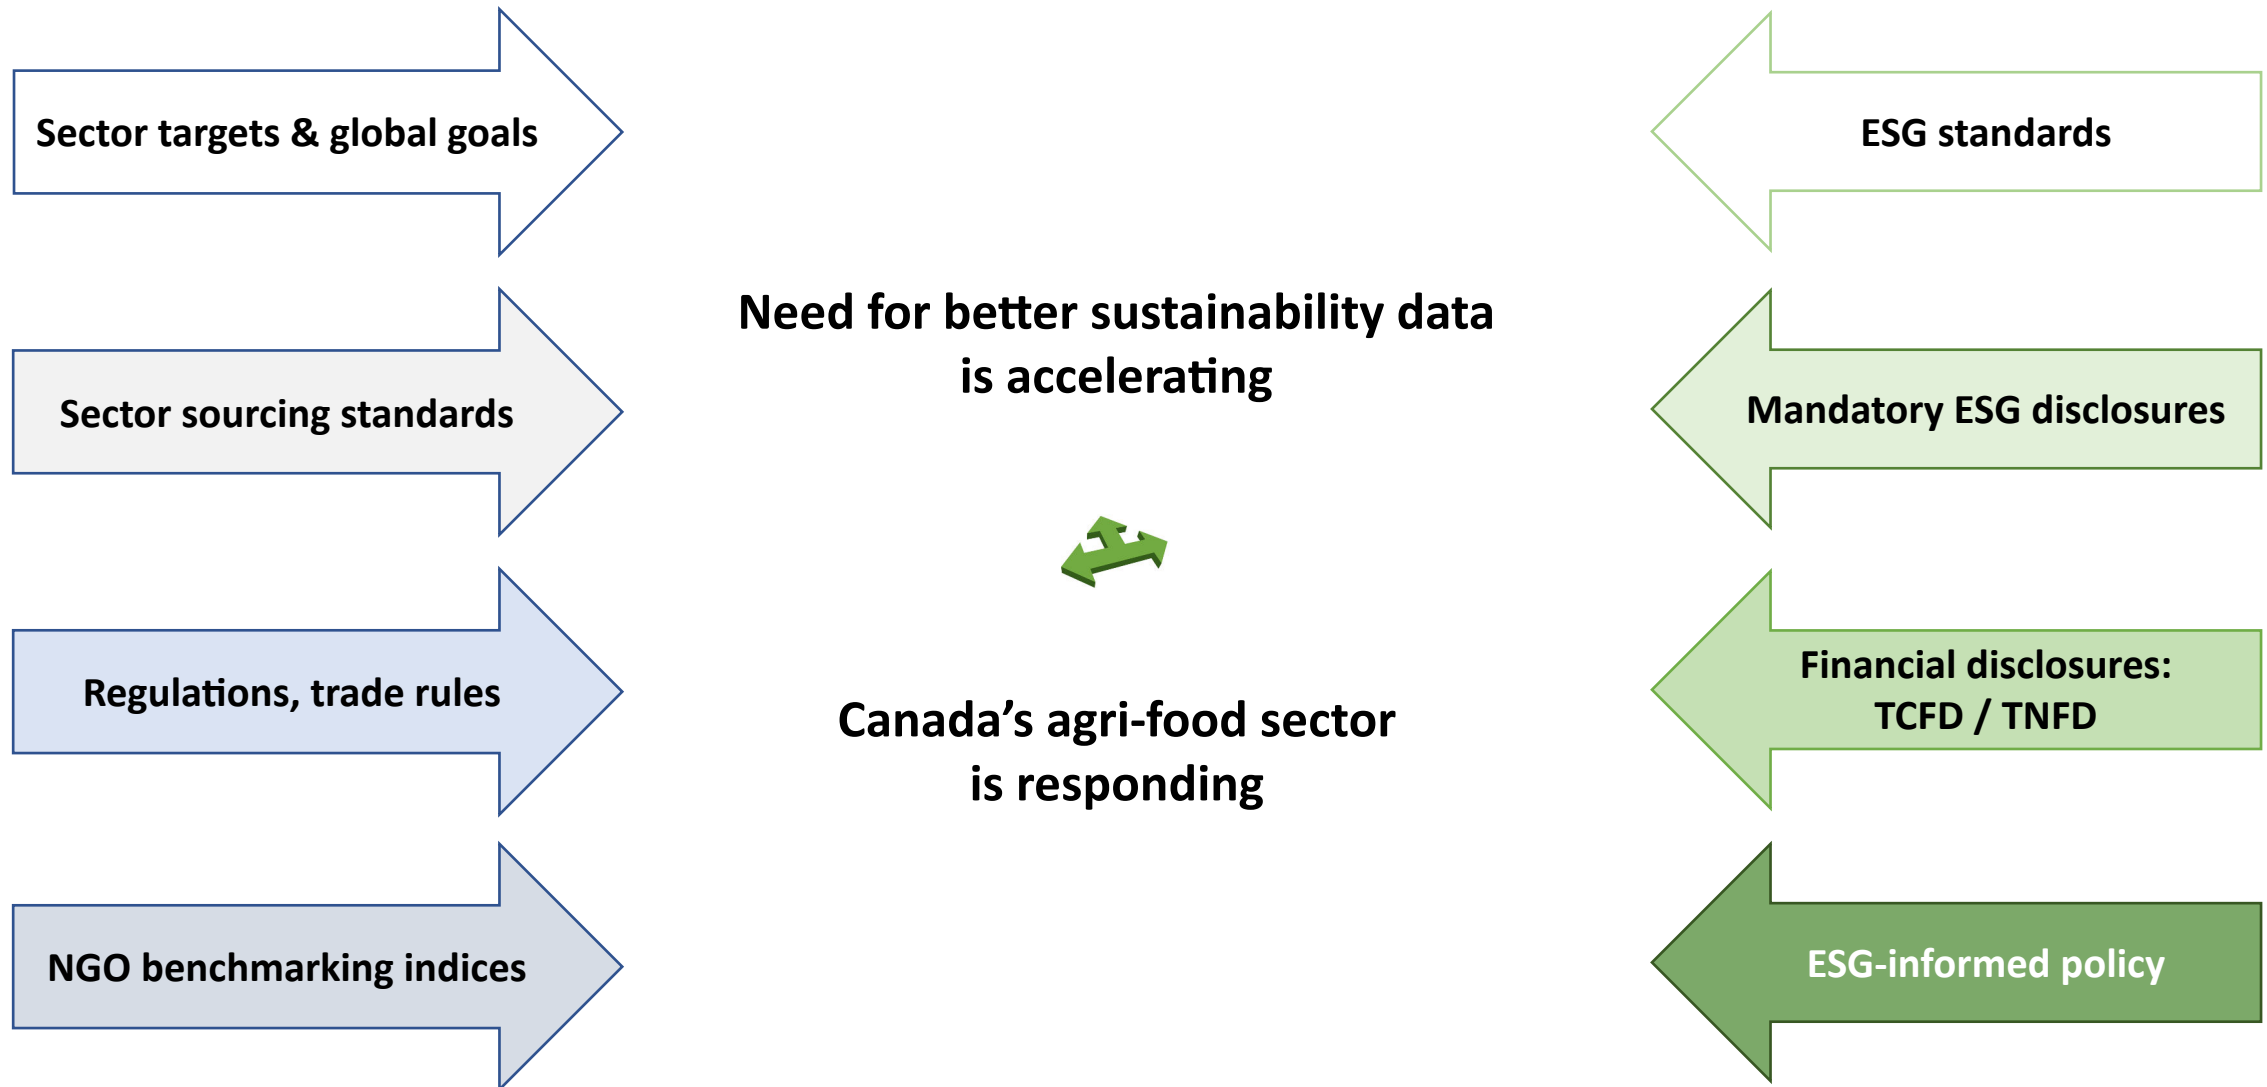 Sector targets & global goals
Sector sourcing standards
Regulations, trade rules
NGO benchmarking indices
Need for better sustainability data
is accelerating
Canada’s agri-food sector
is responding
ESG standards
Mandatory ESG disclosures
Financial disclosures:
TCFD / TNFD
ESG-informed policy